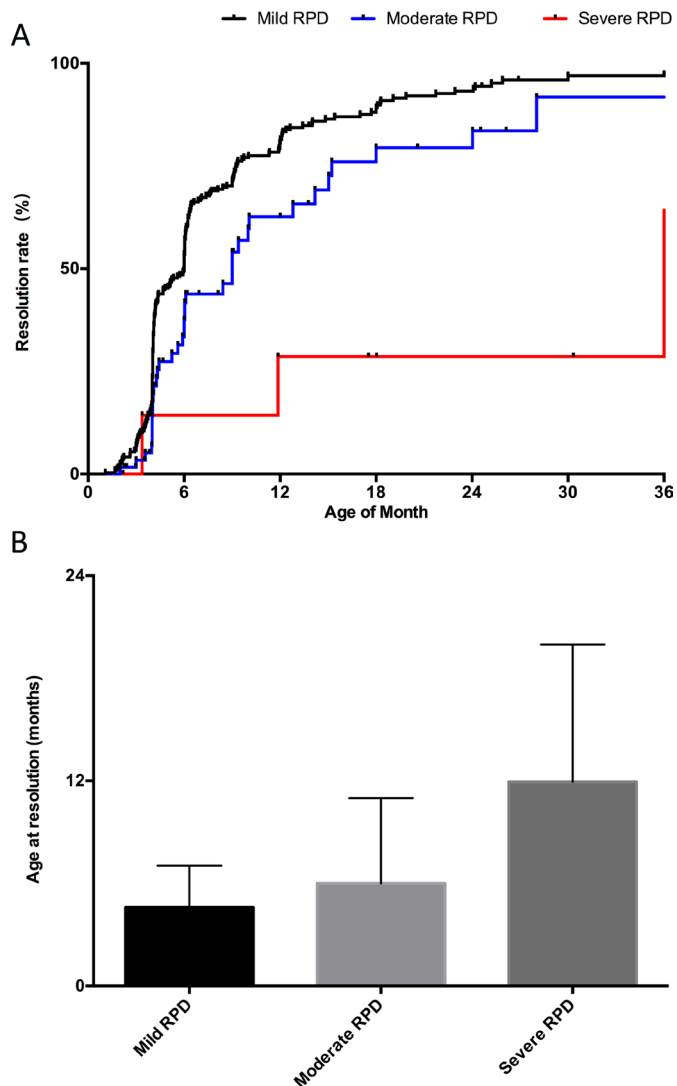 A
Mild RPD Moderate RPD Severe RPD
100
50
0
Resolution rate (%)
0 6 12 18 24 30 36
Age of Month
B
24
12
0
Age at resolution (months)
Mild RPD
Moderate RPD
Severe RPD